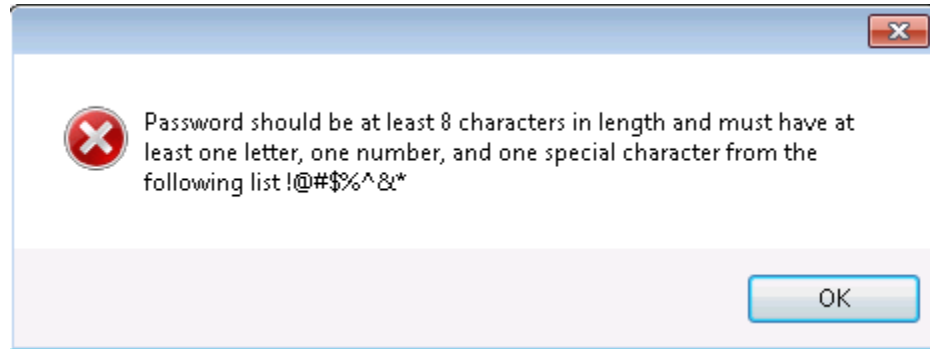 Password should be at least 8 characters in length and must have at
least one letter, one number, and one special character from the
following list !@#$%^&*
OK